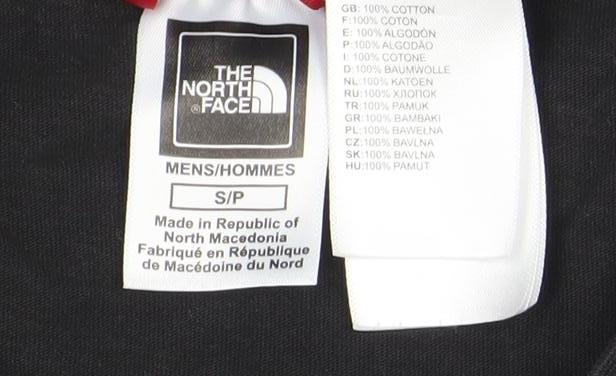 THE
NORTH
FACE
MENS/HOMMES
S/P
Made in Republic of
North Macedonia
Fabriqué en République
de Macédoine du Nord
GB: 100% COTTON
F:100% COTON
E: 100% ALGODÓN
P:100% ALGODÃO
I: 100% COTONE
D:100% BAUMWOLLE
NL:100% KATOEN
RU:100% ХЛОПОК
TR:100% PAMUK
GR:100% BAMBAKI
PL:100% BAWEŁNA
CZ:100% BAVLNA
SK:100% BAVLNA
HU:100% PAMUT